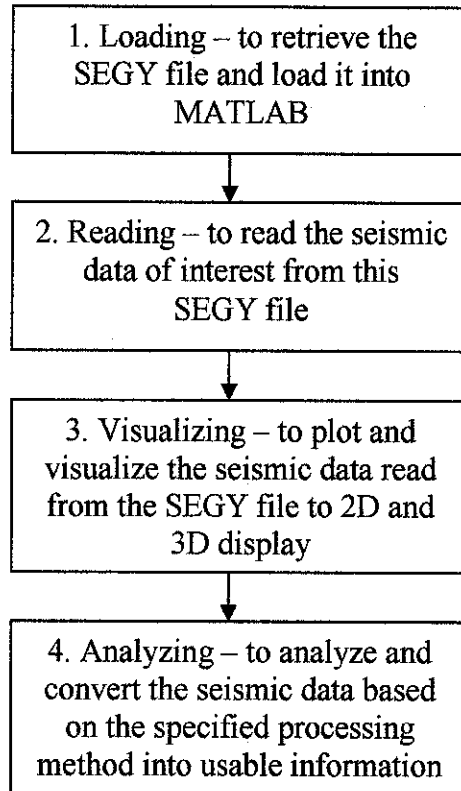 1. Loading – to retrieve the
SEGY file and load it into
MATLAB
2. Reading – to read the seismic
data of interest from this
SEGY file
3. Visualizing – to plot and
visualize the seismic data read
from the SEGY file to 2D and
3D display
4. Analyzing – to analyze and
convert the seismic data based
on the specified processing
method into usable information